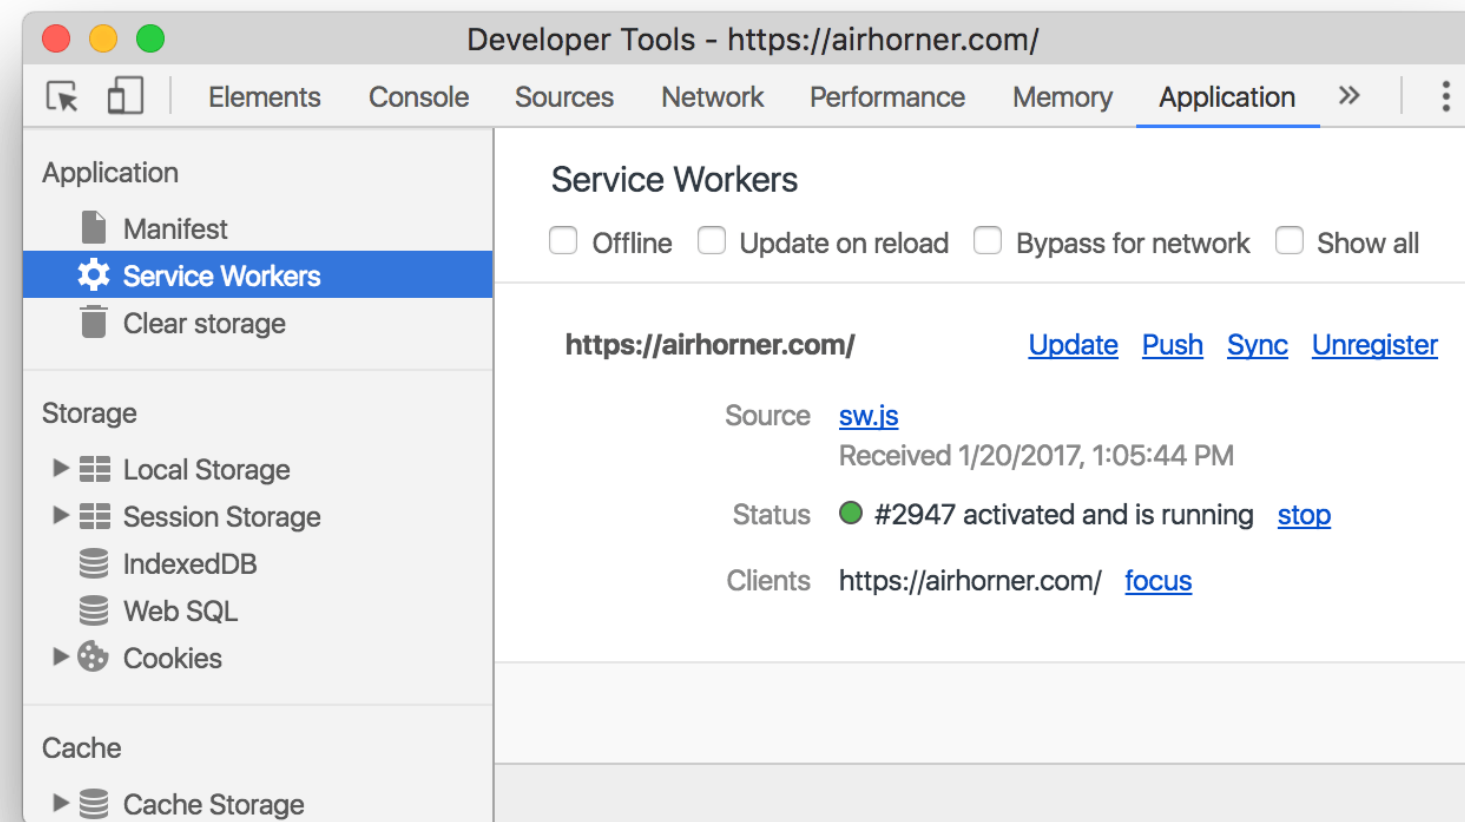 Developer Tools - https://airhorner.com/
Elements Console Sources Network Performance Memory Application »
Application
Manifest
Service Workers
Clear storage
Storage
Local Storage
Session Storage
IndexedDB
Web SQL
Cookies
Cache
Cache Storage
Service Workers
Offline Update on reload Bypass for network Show all
https://airhorner.com/ Update Push Sync Unregister
Source sw.js
Received 1/20/2017, 1:05:44 PM
Status #2947 activated and is running stop
Clients https://airhorner.com/ focus